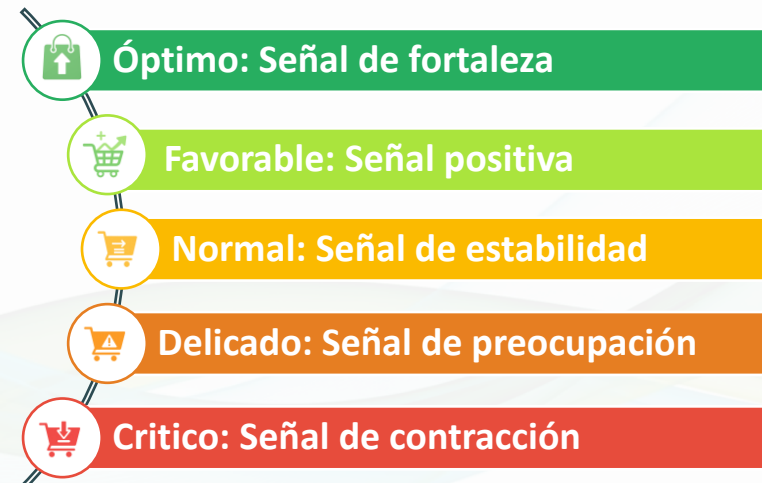 Óptimo: Señal de fortaleza
Favorable: Señal positiva
Normal: Señal de estabilidad
Delicado: Señal de preocupación
Critico: Señal de contracción